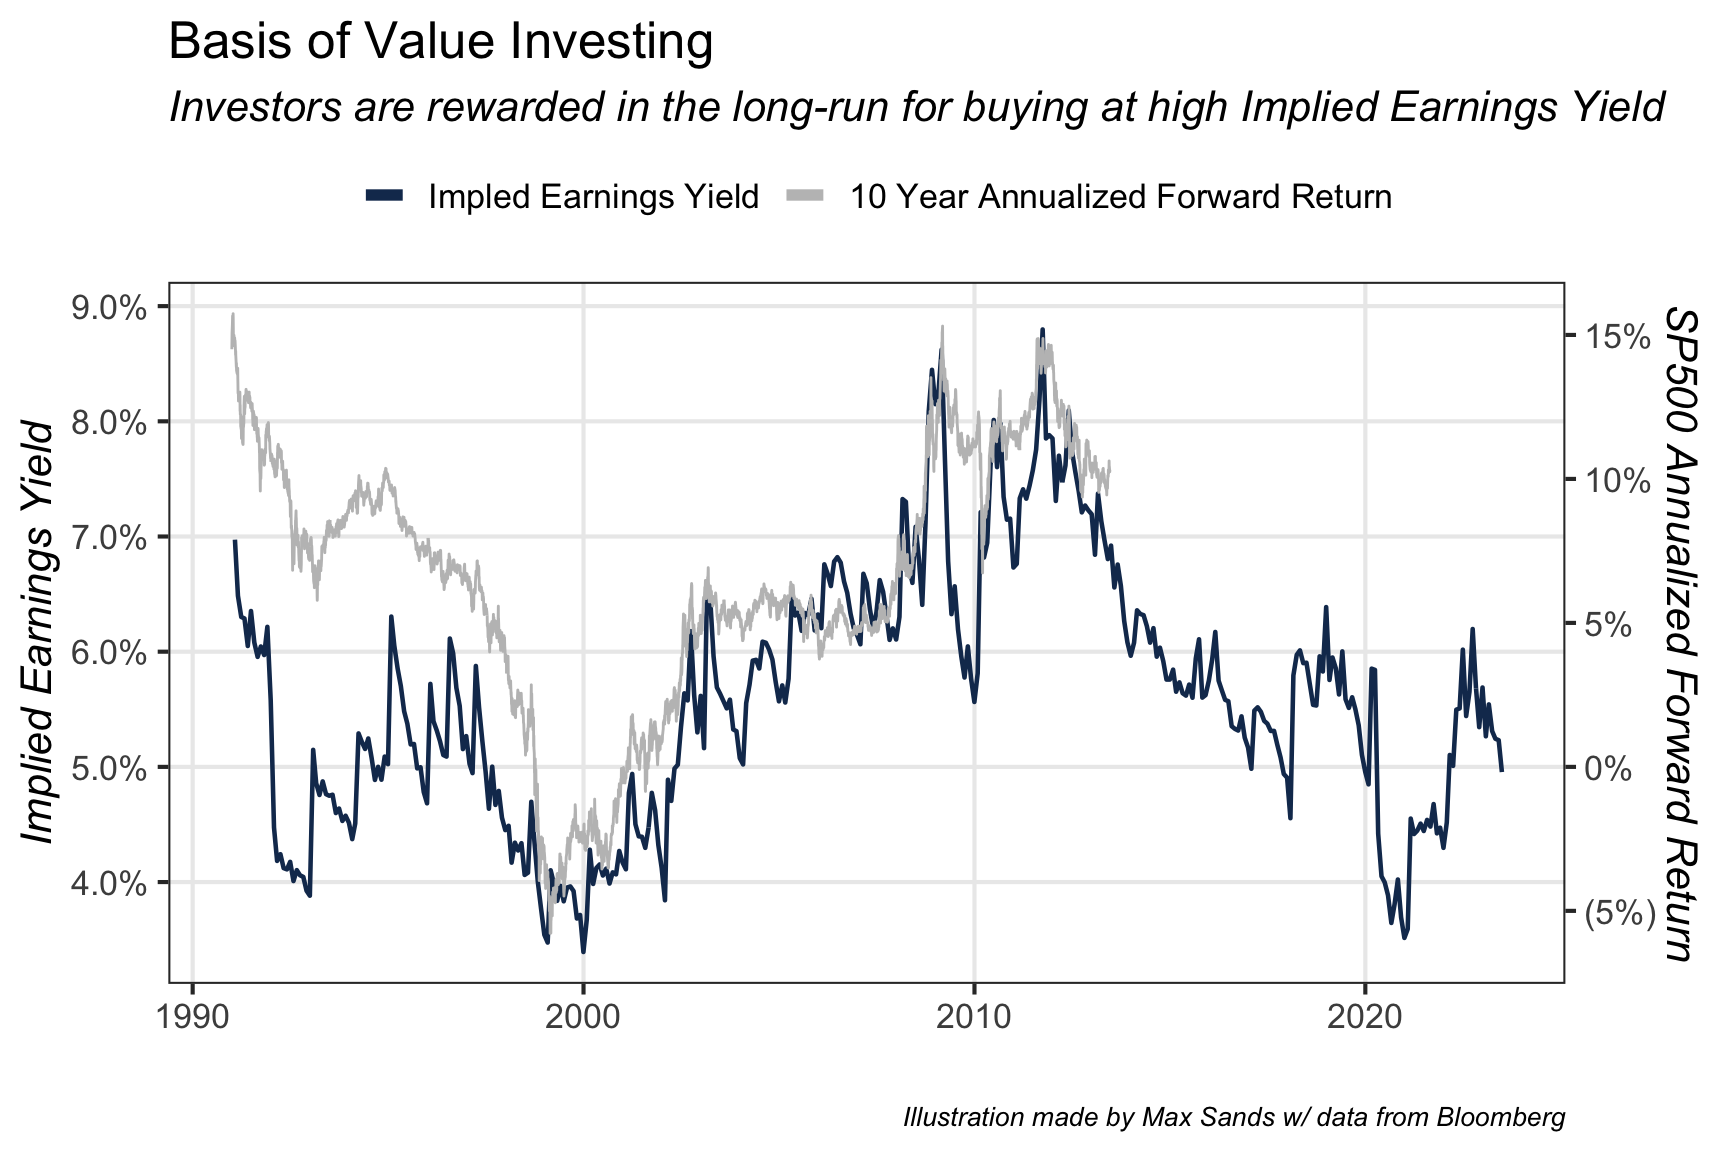 Basis of Value Investing
Investors are rewarded in the long-run for buying at high Implied Earnings Yield
Impled Earnings Yield
10 Year Annualized Forward Return
9.0%
8.0%
7.0%
6.0%
5.0%
4.0%
Implied Earnings Yield
15%
10%
5%
0%
(5%)
SP500 Annualized Forward Return
1990
2000
2010
2020
Illustration made by Max Sands w/ data from Bloomberg